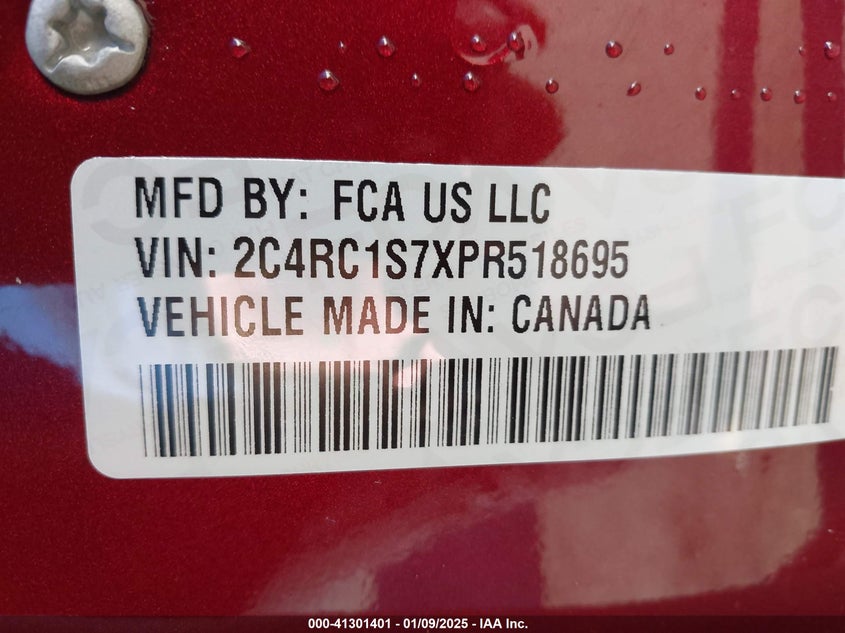 MFD BY: FCA US LLC
VIN: 2C4RC1S7XPR518695
VEHICLE MADE IN: CANADA
000-41301401 - 01/09/2025 - IAA Inc.